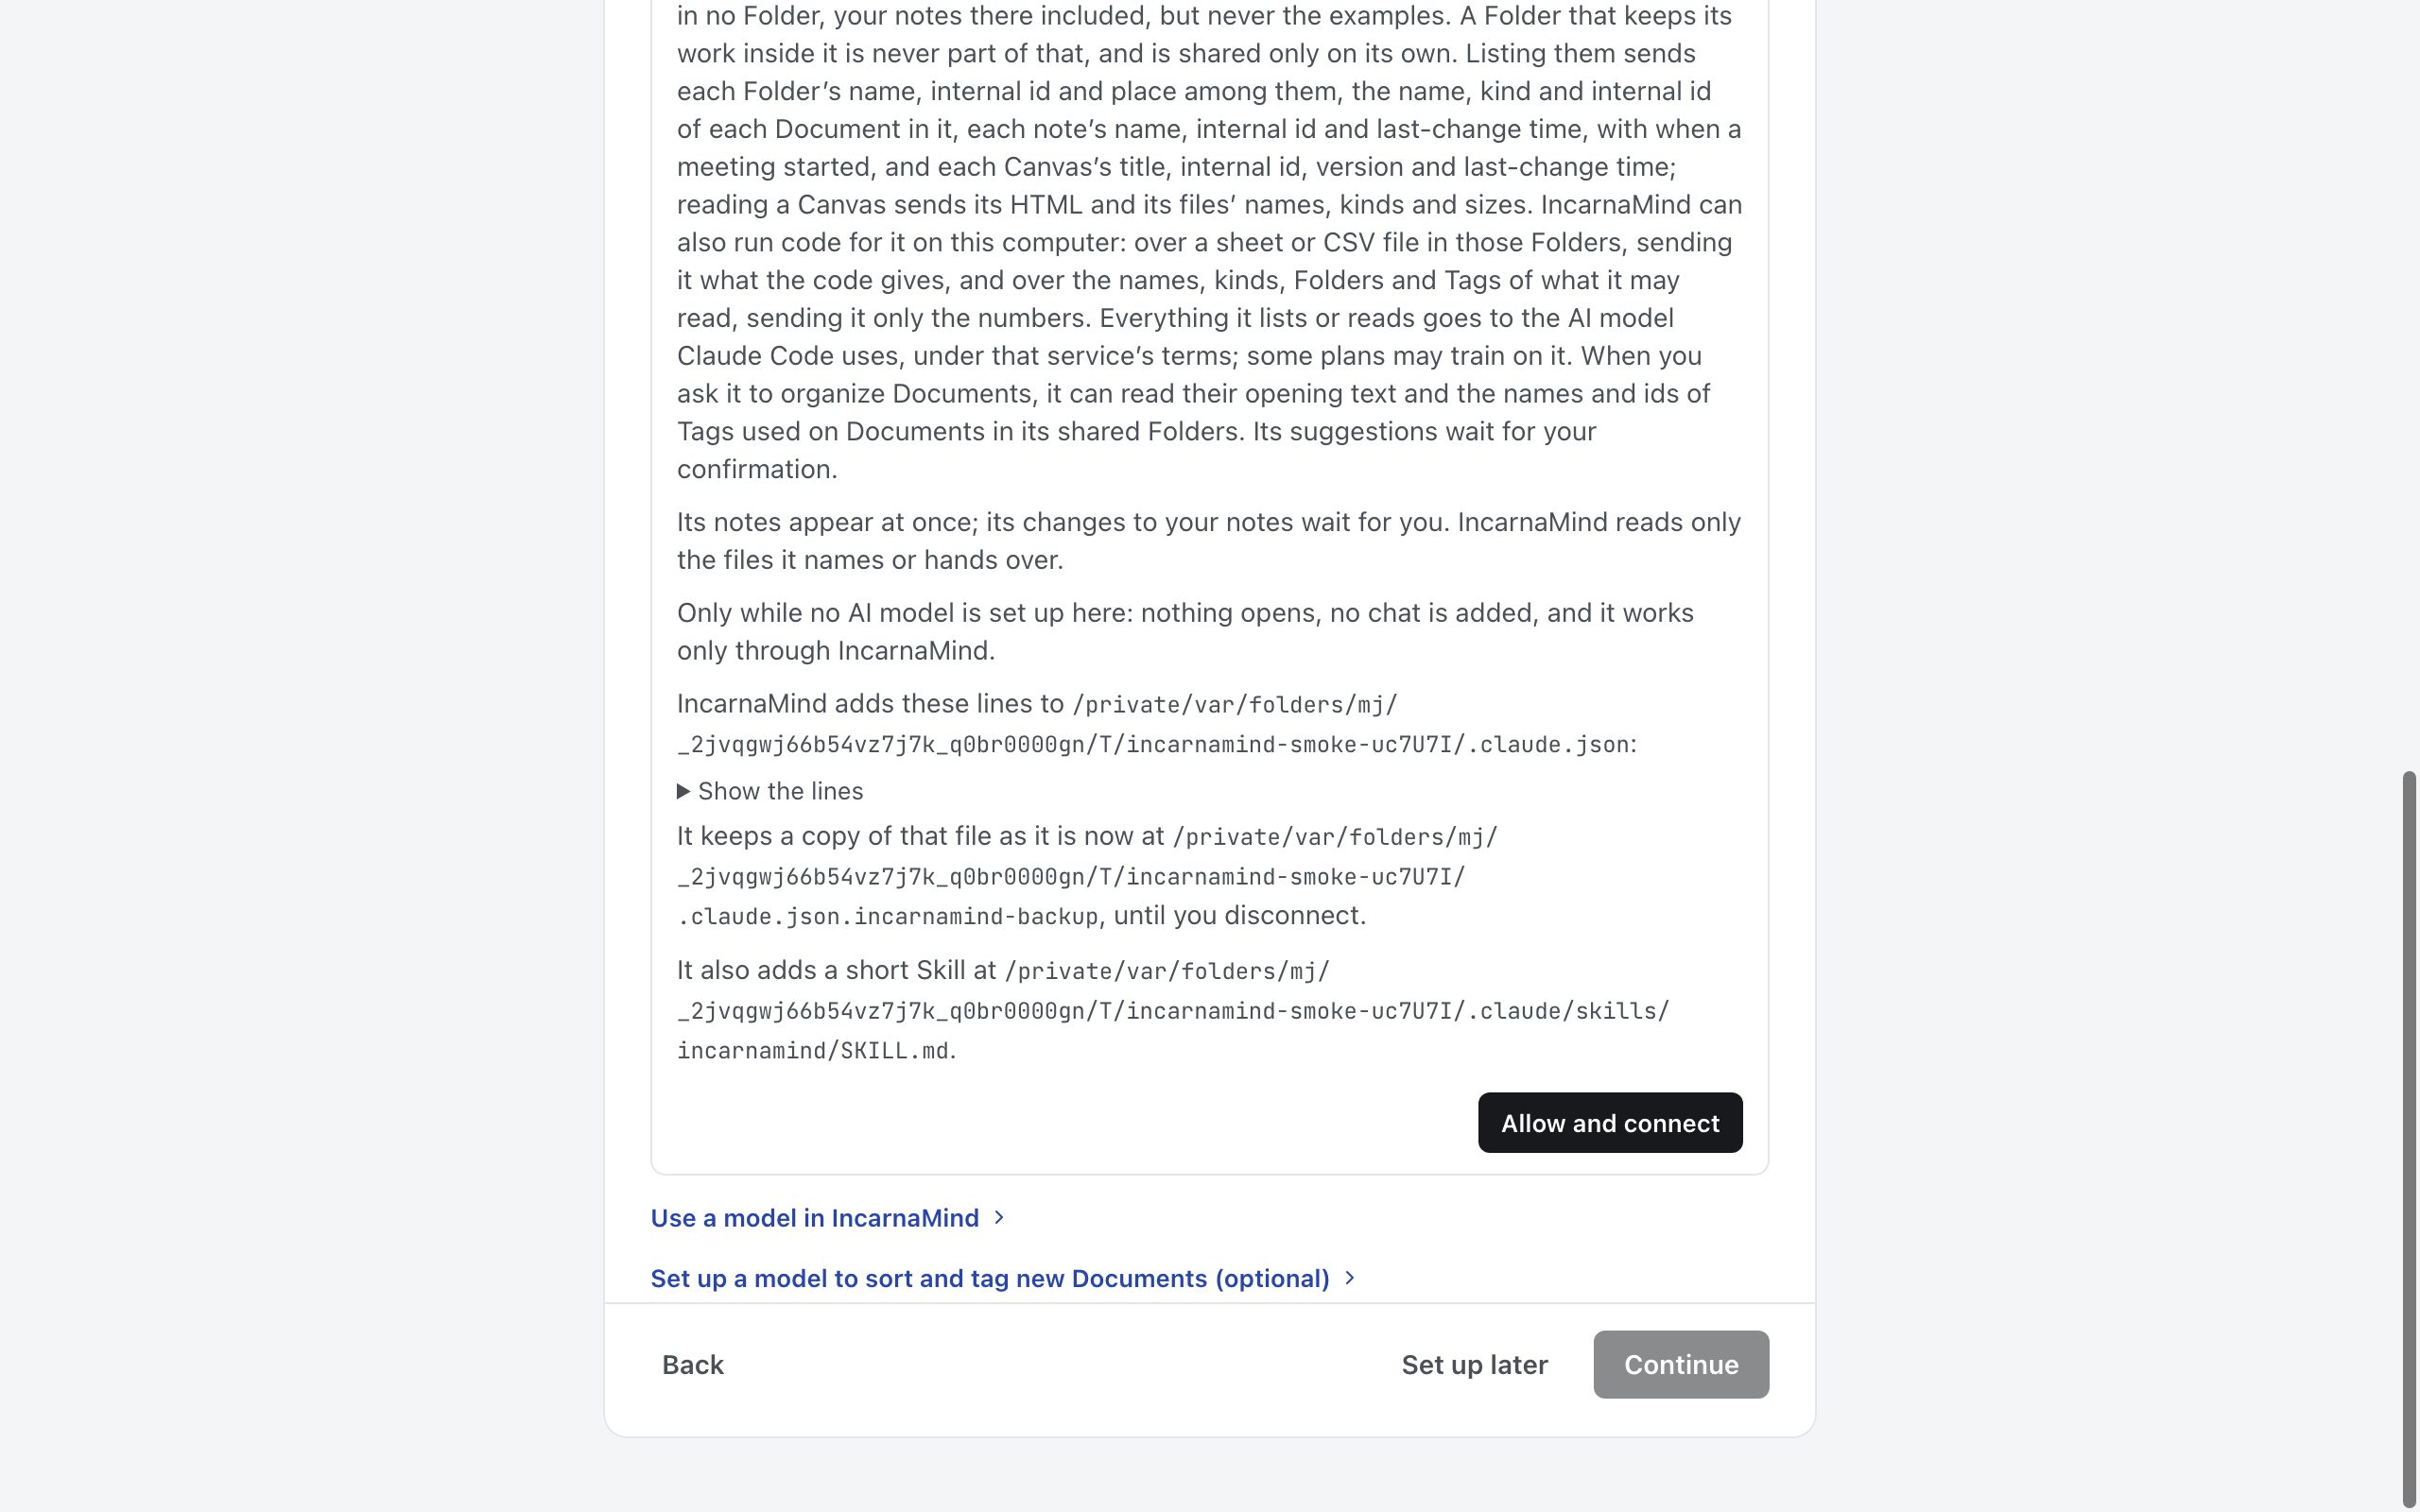 in no Folder, your notes there included, but never the examples. A Folder that keeps its
work inside it is never part of that, and is shared only on its own. Listing them sends
each Folder’s name, internal id and place among them, the name, kind and internal id
of each Document in it, each note’s name, internal id and last-change time, with when a
meeting started, and each Canvas’s title, internal id, version and last-change time;
reading a Canvas sends its HTML and its files’ names, kinds and sizes. IncarnaMind can
also run code for it on this computer: over a sheet or CSV file in those Folders, sending
it what the code gives, and over the names, kinds, Folders and Tags of what it may
read, sending it only the numbers. Everything it lists or reads goes to the AI model
Claude Code uses, under that service’s terms; some plans may train on it. When you
ask it to organize Documents, it can read their opening text and the names and ids of
Tags used on Documents in its shared Folders. Its suggestions wait for your
confirmation.
Its notes appear at once; its changes to your notes wait for you. IncarnaMind reads only
the files it names or hands over.
Only while no AI model is set up here: nothing opens, no chat is added, and it works
only through IncarnaMind.
IncarnaMind adds these lines to /private/var/folders/mj/
_2jvqgwj66b54vz7j7k_q0br0000gn/T/incarnamind-smoke-uc7U7I/.claude.json:
▶ Show the lines
It keeps a copy of that file as it is now at /private/var/folders/mj/
_2jvqgwj66b54vz7j7k_q0br0000gn/T/incarnamind-smoke-uc7U7I/
.claude.json.incarnamind-backup, until you disconnect.
It also adds a short Skill at /private/var/folders/mj/
_2jvqgwj66b54vz7j7k_q0br0000gn/T/incarnamind-smoke-uc7U7I/.claude/skills/
incarnamind/SKILL.md.
Allow and connect
Use a model in IncarnaMind
Set up a model to sort and tag new Documents (optional)
Back
Set up later
Continue